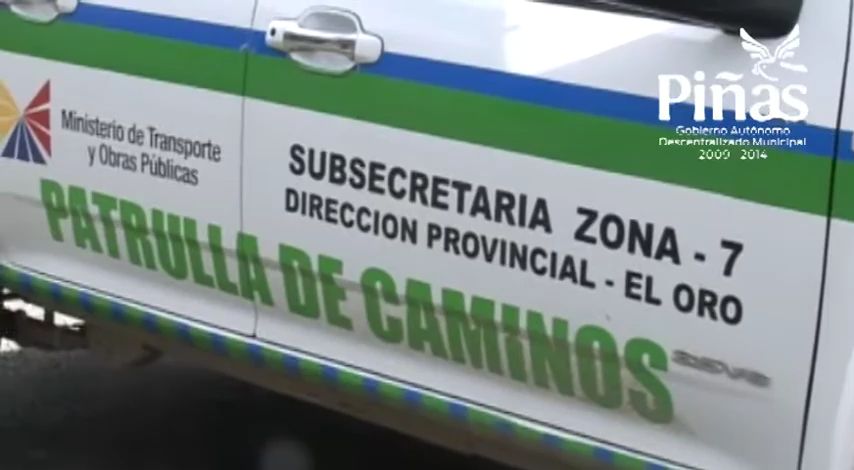 Piñas
Gobierno Autónomo
Descentralizado Municipal
2009 - 2014
Ministerio de Transporte
y Obras Públicas
SUBSECRETARIA ZONA - 7
DIRECCION PROVINCIAL - EL ORO
PATRULLA DE CAMINOS